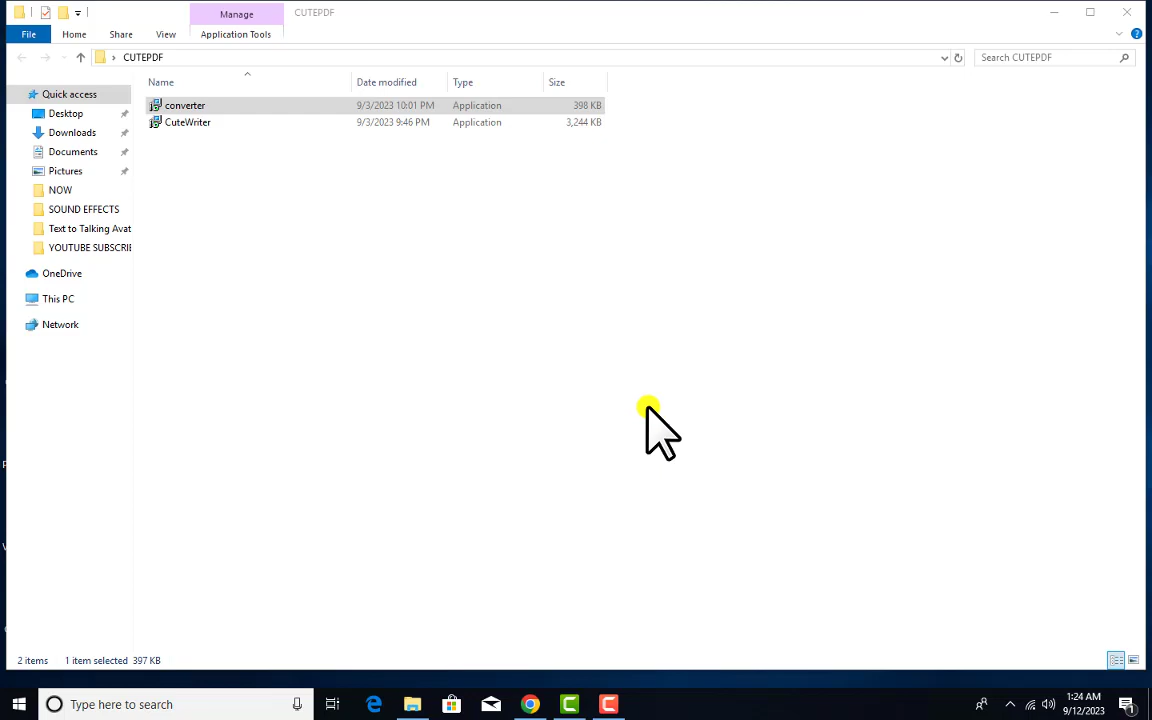 Manage
CUTEPDF
File
Home
Share
View
Application Tools
CUTEPDF
Search CUTEPDF
Name
Date modified
Type
Size
converter
9/3/2023 10:01 PM
Application
398 KB
CuteWriter
9/3/2023 9:46 PM
Application
3,244 KB
Quick access
Desktop
Downloads
Documents
Pictures
NOW
SOUND EFFECTS
Text to Talking Avat
YOUTUBE SUBSCRIE
OneDrive
This PC
Network
2 items
1 item selected 397 KB
Type here to search
1:24 AM
9/12/2023
1